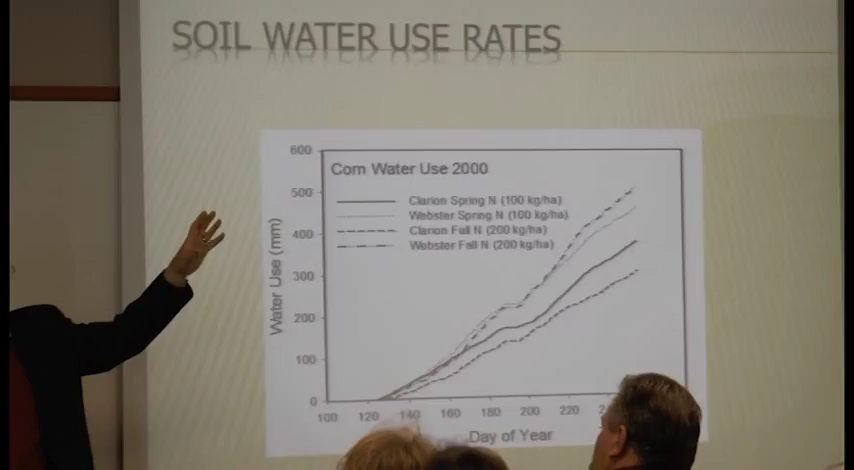 SOIL WATER USE RATES
600
Corn Water Use 2000
500
Clarion Spring N (100 kg/ha)
Webster Spring N (100 kg/ha)
Clarion Fall N (200 kg/ha)
Webster Fall N (200 kg/ha)
400
Water Use (mm)
300
200
100
0
100 120 140 160 180 200 220
Day of Year